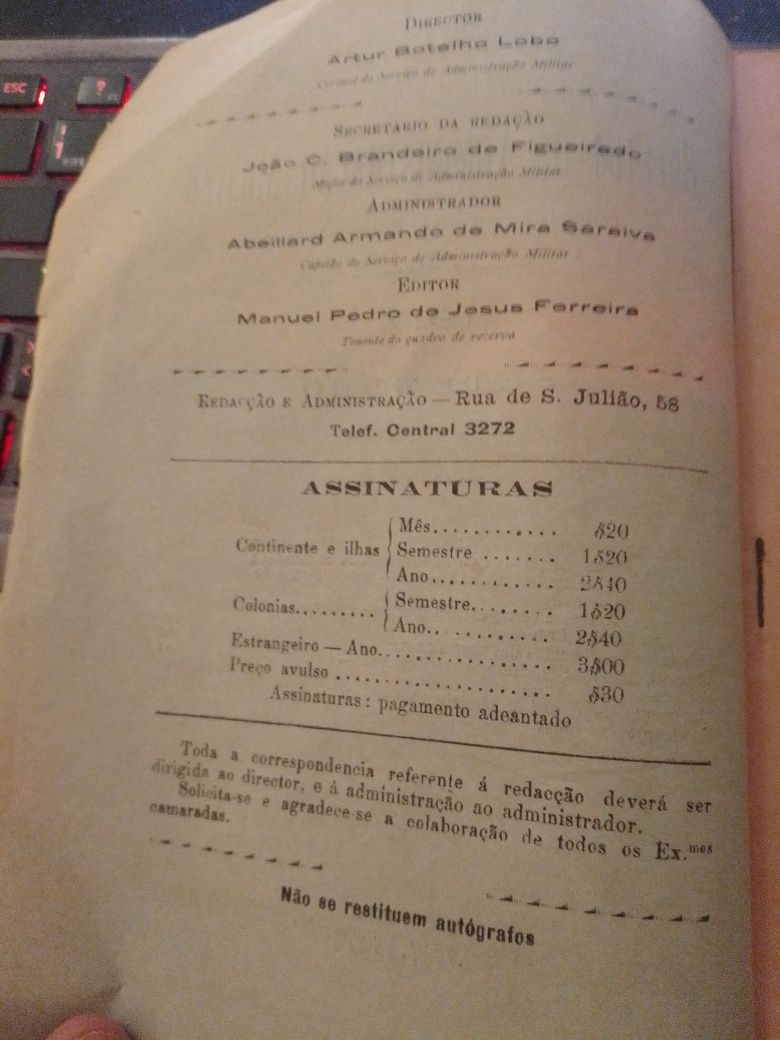 DIRECTOR
Artur Botelho Lobo
Coronel do Serviço de Administração Militar
SECRETARIO DA REDAÇÃO
João C. Brandeiro de Figueiredo
Major do Serviço de Administração Militar
ADMINISTRADOR
Abeillard Armando de Mira Saraiva
Capitão do Serviço de Administração Militar
EDITOR
Manuel Pedro de Jesus Ferreira
Tenente do quadro de reserva
REDACÇÃO E ADMINISTRAÇÃO — Rua de S. Julião, 58
Telef. Central 3272
ASSINATURAS
Continente e ilhas
Mês............ $20
Semestre ....... 1$20
Ano............ 2$40
Colonias.........
Semestre........ 1$20
Ano............ 2$40
Estrangeiro — Ano................ 3$00
Preço avulso .................... $30
Assinaturas: pagamento adeantado
Toda a correspondencia referente á redacção deverá ser
dirigida ao director, e á administração ao administrador.
Solicita-se e agradece-se a colaboração de todos os Ex.mos
camaradas.
Não se restituem autógrafos
ESC
?
FN
!
1